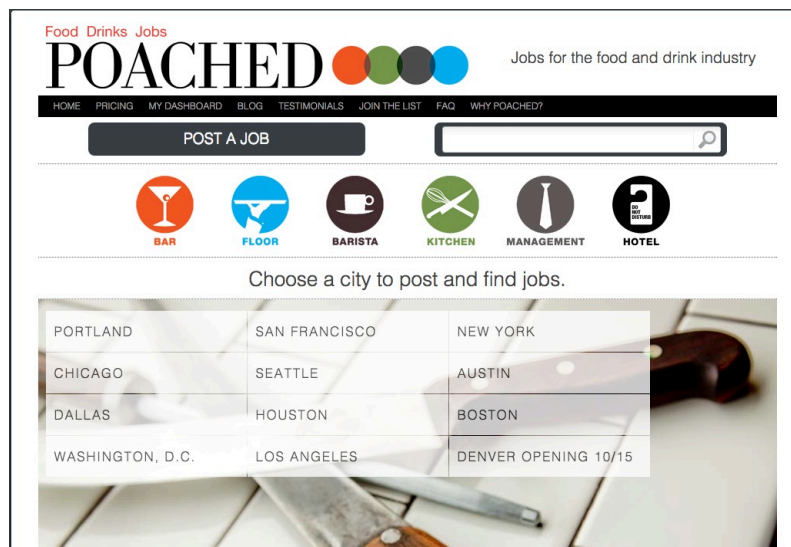 Food Drinks Jobs
POACHED
Jobs for the food and drink industry
HOME PRICING MY DASHBOARD BLOG TESTIMONIALS JOIN THE LIST FAQ WHY POACHED?
POST A JOB
DO NOT DISTURB
BAR FLOOR BARISTA KITCHEN MANAGEMENT HOTEL
Choose a city to post and find jobs.
PORTLAND SAN FRANCISCO NEW YORK
CHICAGO SEATTLE AUSTIN
DALLAS HOUSTON BOSTON
WASHINGTON, D.C. LOS ANGELES DENVER OPENING 10/15